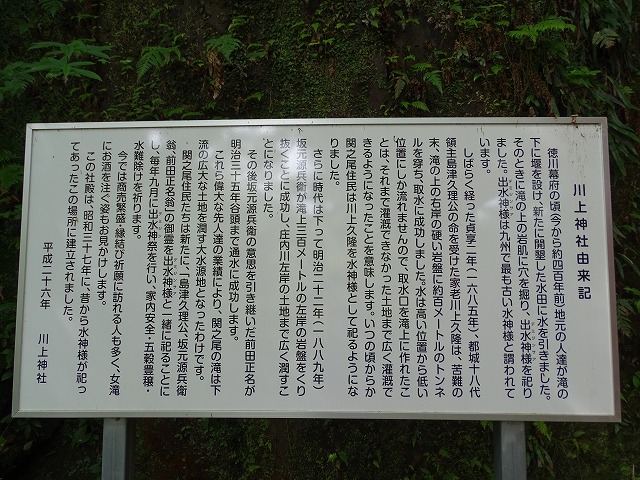 川上神社由来記
徳川幕府の頃(今から約四百年前)地元の人達が滝の
下に堰を設け、新たに開墾した水田に水を引きました。
そのときに滝の上の岩肌に穴を掘り、出水神様を祀り
ました。出水神様は九州で最も古い水神様と謂われて
います。
しばらく経った貞享二年(一六八五年)、都城十八代
領主島津久理公の命を受けた家老川上久隆は、苦難の
末、滝の上の右岸の硬い岩盤に約百メートルのトンネ
ルを穿ち、取水に成功しました。水は高い位置から低い
位置にしか流れませんので、取水口を滝上に作れたこ
とは、それまで灌漑できなかった土地まで広く灌漑で
きるようになったことを意味します。いつの頃からか
関之尾住民は川上久隆を水神様として祀るようにな
りました。
さらに時代は下って明治二十二年(一八八九年)
坂元源兵衛が滝上三百メートルの左岸の岩盤をくり
抜くことに成功し、庄内川左岸の土地まで広く潤すこ
とになりました。
その後坂元源兵衛の意思を引き継いだ前田正名が
明治三十五年谷頭まで通水に成功します。
これら偉大な先人達の業績により、関之尾の滝は下
流の広大な土地を潤す大水源地となったわけです。
関之尾住民たちは新たに、「島津久理公、坂元源兵衛
翁、前田正名翁」の御霊を出水神様と一緒に祀ることに
し、毎年九月に出水神祭を行い、家内安全・五穀豊穣・
水難除けを祈ります。
今では商売繁盛・縁結び祈願に訪れる人も多く、女滝
にお酒を注ぐ姿もお見かけします。
この社殿は、昭和三十七年に、昔から水神様が祀っ
てあったこの場所に建立されました。
平成二十六年 川上神社